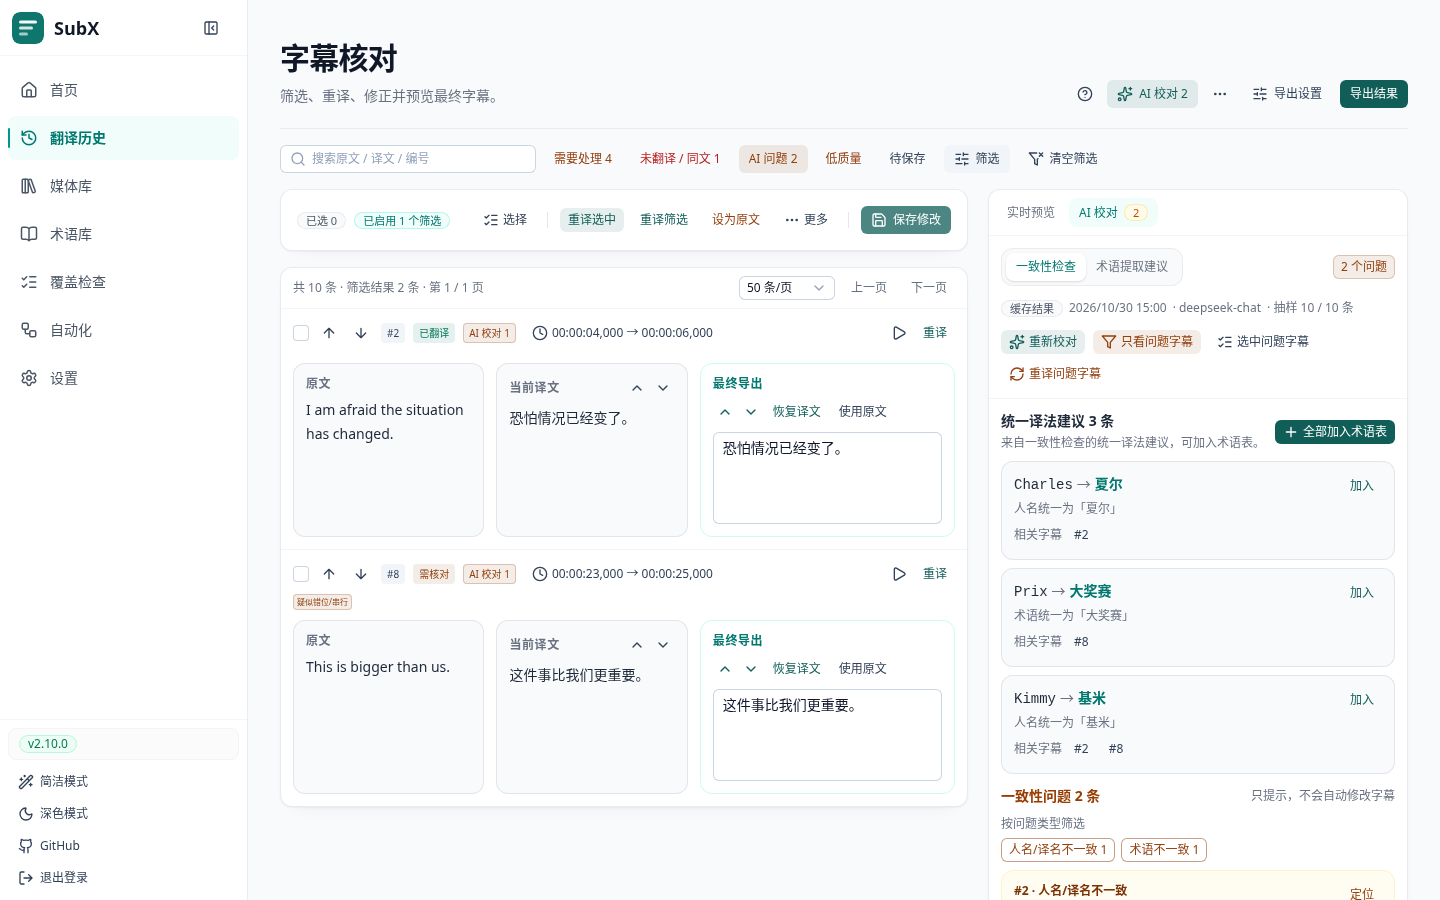 SubX
首页
翻译历史
媒体库
术语库
覆盖检查
自动化
设置
v2.10.0
简洁模式
深色模式
GitHub
退出登录
字幕核对
筛选、重译、修正并预览最终字幕。
AI 校对 2
导出设置
导出结果
搜索原文 / 译文 / 编号
需要处理 4
未翻译 / 同文 1
AI 问题 2
低质量
待保存
筛选
清空筛选
已选 0
已启用 1 个筛选
选择
重译选中
重译筛选
设为原文
更多
保存修改
共 10 条 · 筛选结果 2 条 · 第 1 / 1 页
50 条/页
上一页
下一页
#2
已翻译
AI 校对 1
00:00:04,000 → 00:00:06,000
重译
原文
I am afraid the situation
has changed.
当前译文
恐怕情况已经变了。
最终导出
恢复译文
使用原文
恐怕情况已经变了。
#8
需核对
AI 校对 1
00:00:23,000 → 00:00:25,000
重译
疑似错位/串行
原文
This is bigger than us.
当前译文
这件事比我们更重要。
最终导出
恢复译文
使用原文
这件事比我们更重要。
实时预览
AI 校对 2
一致性检查
术语提取建议
2 个问题
缓存结果
2026/10/30 15:00 · deepseek-chat · 抽样 10 / 10 条
重新校对
只看问题字幕
选中问题字幕
重译问题字幕
统一译法建议 3 条
来自一致性检查的统一译法建议，可加入术语表。
全部加入术语表
Charles → 夏尔
加入
人名统一为「夏尔」
相关字幕 #2
Prix → 大奖赛
加入
术语统一为「大奖赛」
相关字幕 #8
Kimmy → 基米
加入
人名统一为「基米」
相关字幕 #2 #8
一致性问题 2 条
只提示，不会自动修改字幕
按问题类型筛选
人名/译名不一致 1
术语不一致 1
#2 · 人名/译名不一致
定位